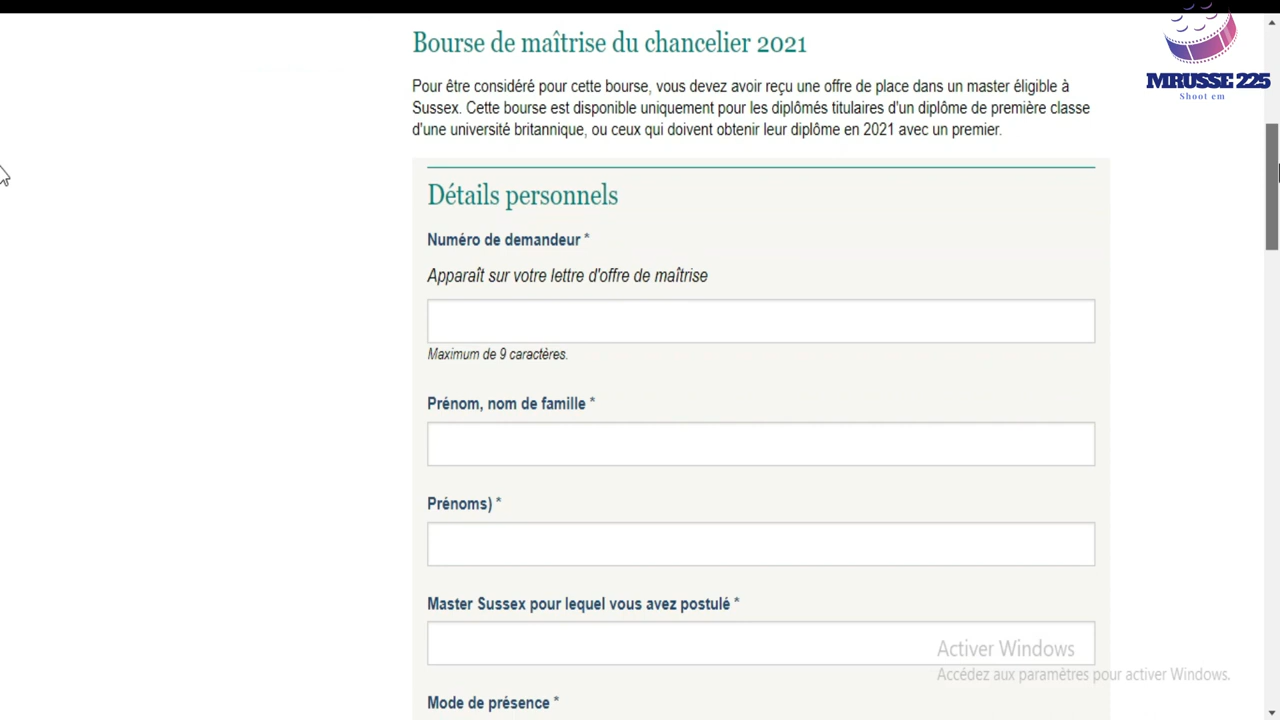 Bourse de maîtrise du chancelier 2021
MRUSSE 225
Shoot em
Pour être considéré pour cette bourse, vous devez avoir reçu une offre de place dans un master éligible à
Sussex. Cette bourse est disponible uniquement pour les diplômés titulaires d'un diplôme de première classe
d'une université britannique, ou ceux qui doivent obtenir leur diplôme en 2021 avec un premier.
Détails personnels
Numéro de demandeur *
Apparaît sur votre lettre d'offre de maîtrise
Maximum de 9 caractères.
Prénom, nom de famille *
Prénoms) *
Master Sussex pour lequel vous avez postulé *
Activer Windows
Accédez aux paramètres pour activer Windows.
Mode de présence *